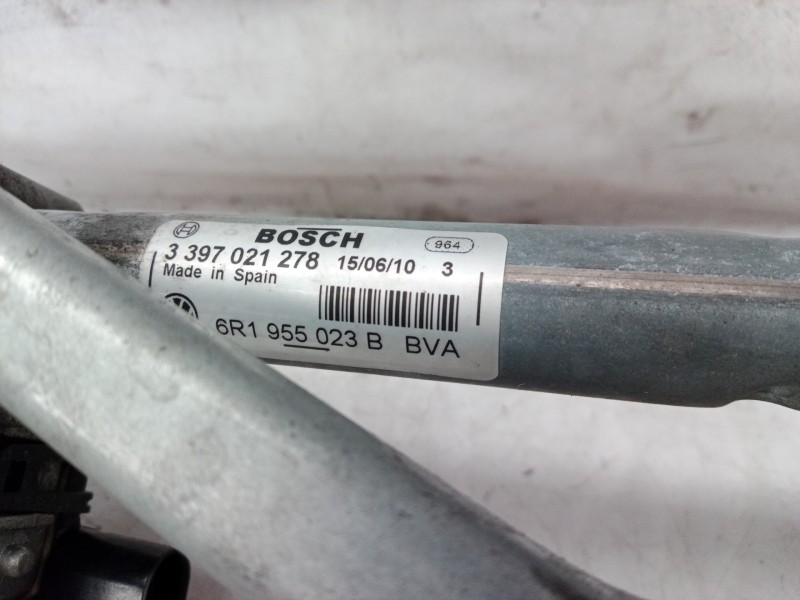 BOSCH 964
3 397 021 278 15/06/10 3
Made in Spain
6R1 955 023 B BVA